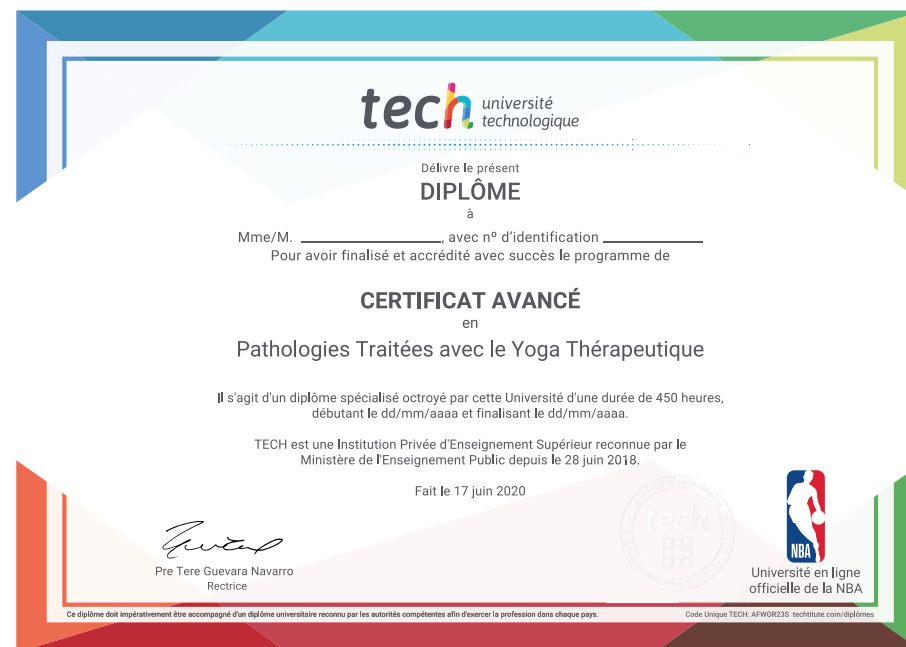 tech université
technologique
Délivre le présent
DIPLÔME
à
Mme/M. ____________________, avec nº d'identification ______________
Pour avoir finalisé et accrédité avec succès le programme de
CERTIFICAT AVANCÉ
en
Pathologies Traitées avec le Yoga Thérapeutique
Il s'agit d'un diplôme spécialisé octroyé par cette Université d'une durée de 450 heures,
débutant le dd/mm/aaaa et finalisant le dd/mm/aaaa.
TECH est une Institution Privée d'Enseignement Supérieur reconnue par le
Ministère de l'Enseignement Public depuis le 28 juin 2018.
Fait le 17 juin 2020
tech
NBA
Pre Tere Guevara Navarro
Rectrice
Université en ligne
officielle de la NBA
Ce diplôme doit impérativement être accompagné d'un diplôme universitaire reconnu par les autorités compétentes afin d'exercer la profession dans chaque pays.
Code Unique TECH: AFWOR23S techtitute.com/diplômes